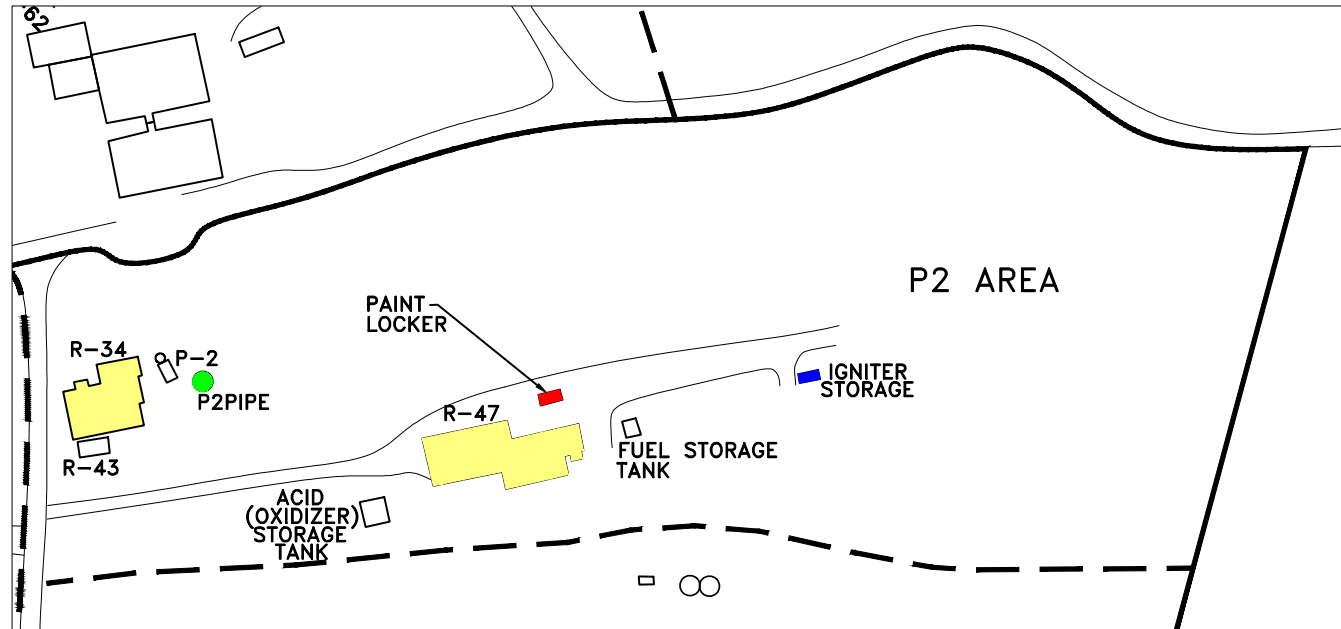 62
P2 AREA
PAINT
LOCKER
R-34
P-2
P2PIPE
IGNITER
STORAGE
R-47
R-43
FUEL STORAGE
TANK
ACID
(OXIDIZER)
STORAGE
TANK